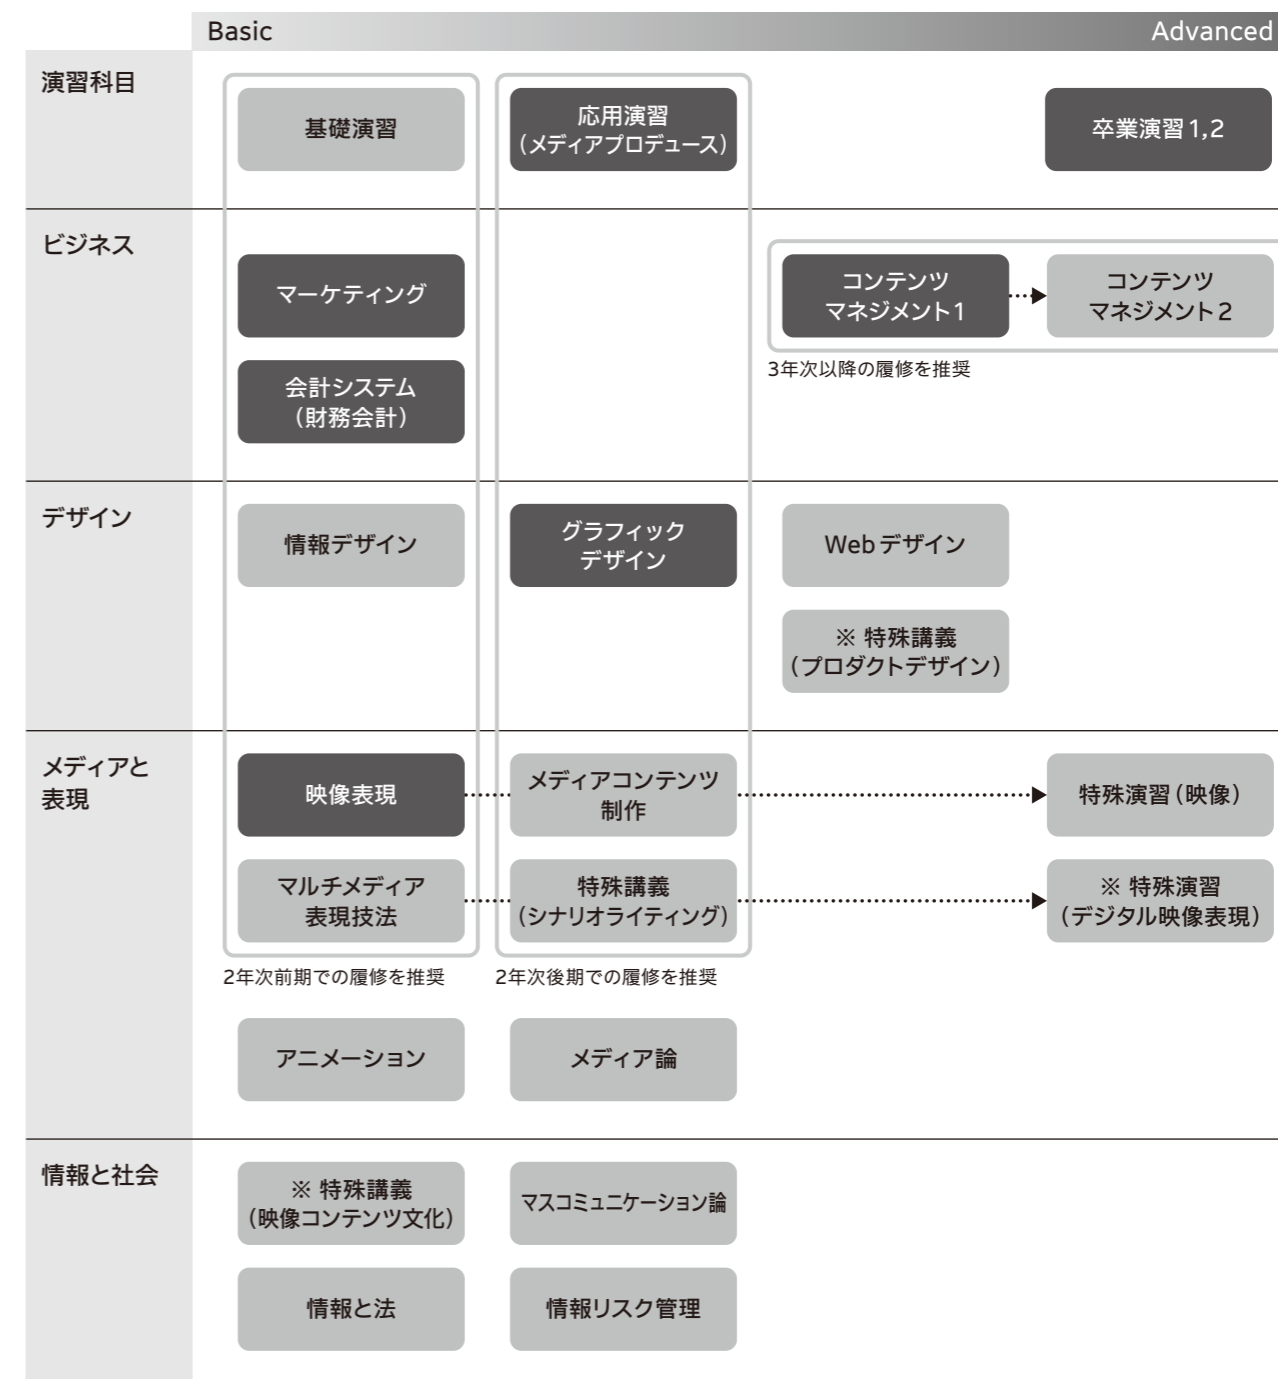 Basic
Advanced
演習科目
基礎演習
応用演習
（メディアプロデュース）
卒業演習1,2
ビジネス
マーケティング
コンテンツ
マネジメント1
コンテンツ
マネジメント2
3年次以降の履修を推奨
会計システム
（財務会計）
デザイン
情報デザイン
グラフィック
デザイン
Webデザイン
※ 特殊講義
（プロダクトデザイン）
メディアと
表現
映像表現
メディアコンテンツ
制作
特殊演習（映像）
マルチメディア
表現技法
特殊講義
（シナリオライティング）
※ 特殊演習
（デジタル映像表現）
2年次前期での履修を推奨
2年次後期での履修を推奨
アニメーション
メディア論
情報と社会
※ 特殊講義
（映像コンテンツ文化）
マスコミュニケーション論
情報と法
情報リスク管理